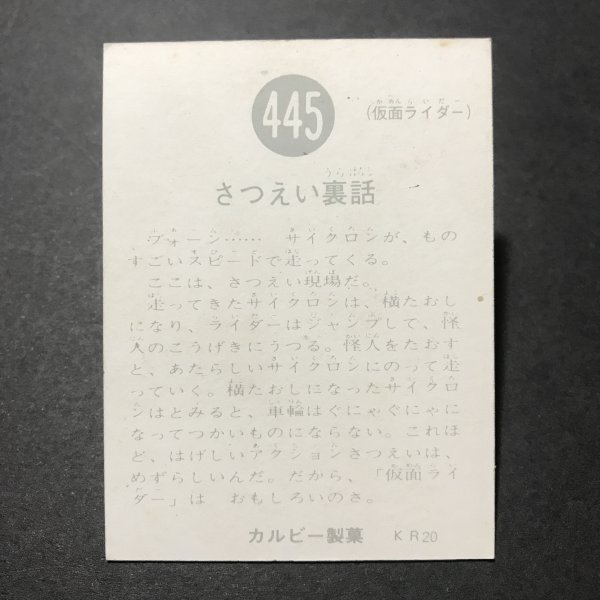 445
(仮面ライダー)
さつえい裏話
ヴォーン…… サイクロンが、もの
すごいスピードで走ってくる。
ここは、さつえい現場だ。
走ってきたサイクロンは、横たおし
になり、ライダーはジャンプして、怪
人のこうげきにうつる。怪人をたおす
と、あたらしいサイクロンにのって走
っていく。横たおしになったサイクロ
ンはとみると、車輪はぐにゃぐにゃに
なってつかいものにならない。これほ
ど、はげしいアクションさつえいは、
めずらしいんだ。だから、「仮面ライ
ダー」は おもしろいのさ。
カルビー製菓 KR20